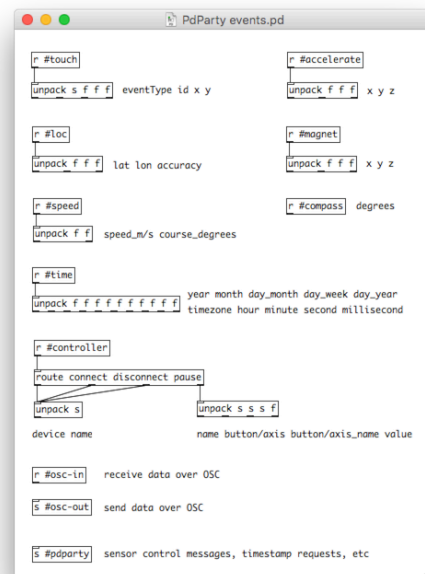 PdParty events.pd
r #touch
unpack s f f f eventType id x y
r #accelerate
unpack f f f x y z
r #loc
unpack f f f lat lon accuracy
r #magnet
unpack f f f x y z
r #speed
unpack f f speed_m/s course_degrees
r #compass degrees
r #time
unpack f f f f f f f f f f
year month day_month day_week day_year
timezone hour minute second millisecond
r #controller
route connect disconnect pause
unpack s
device name
unpack s s s f
name button/axis button/axis_name value
r #osc-in receive data over OSC
s #osc-out send data over OSC
s #pdparty sensor control messages, timestamp requests, etc